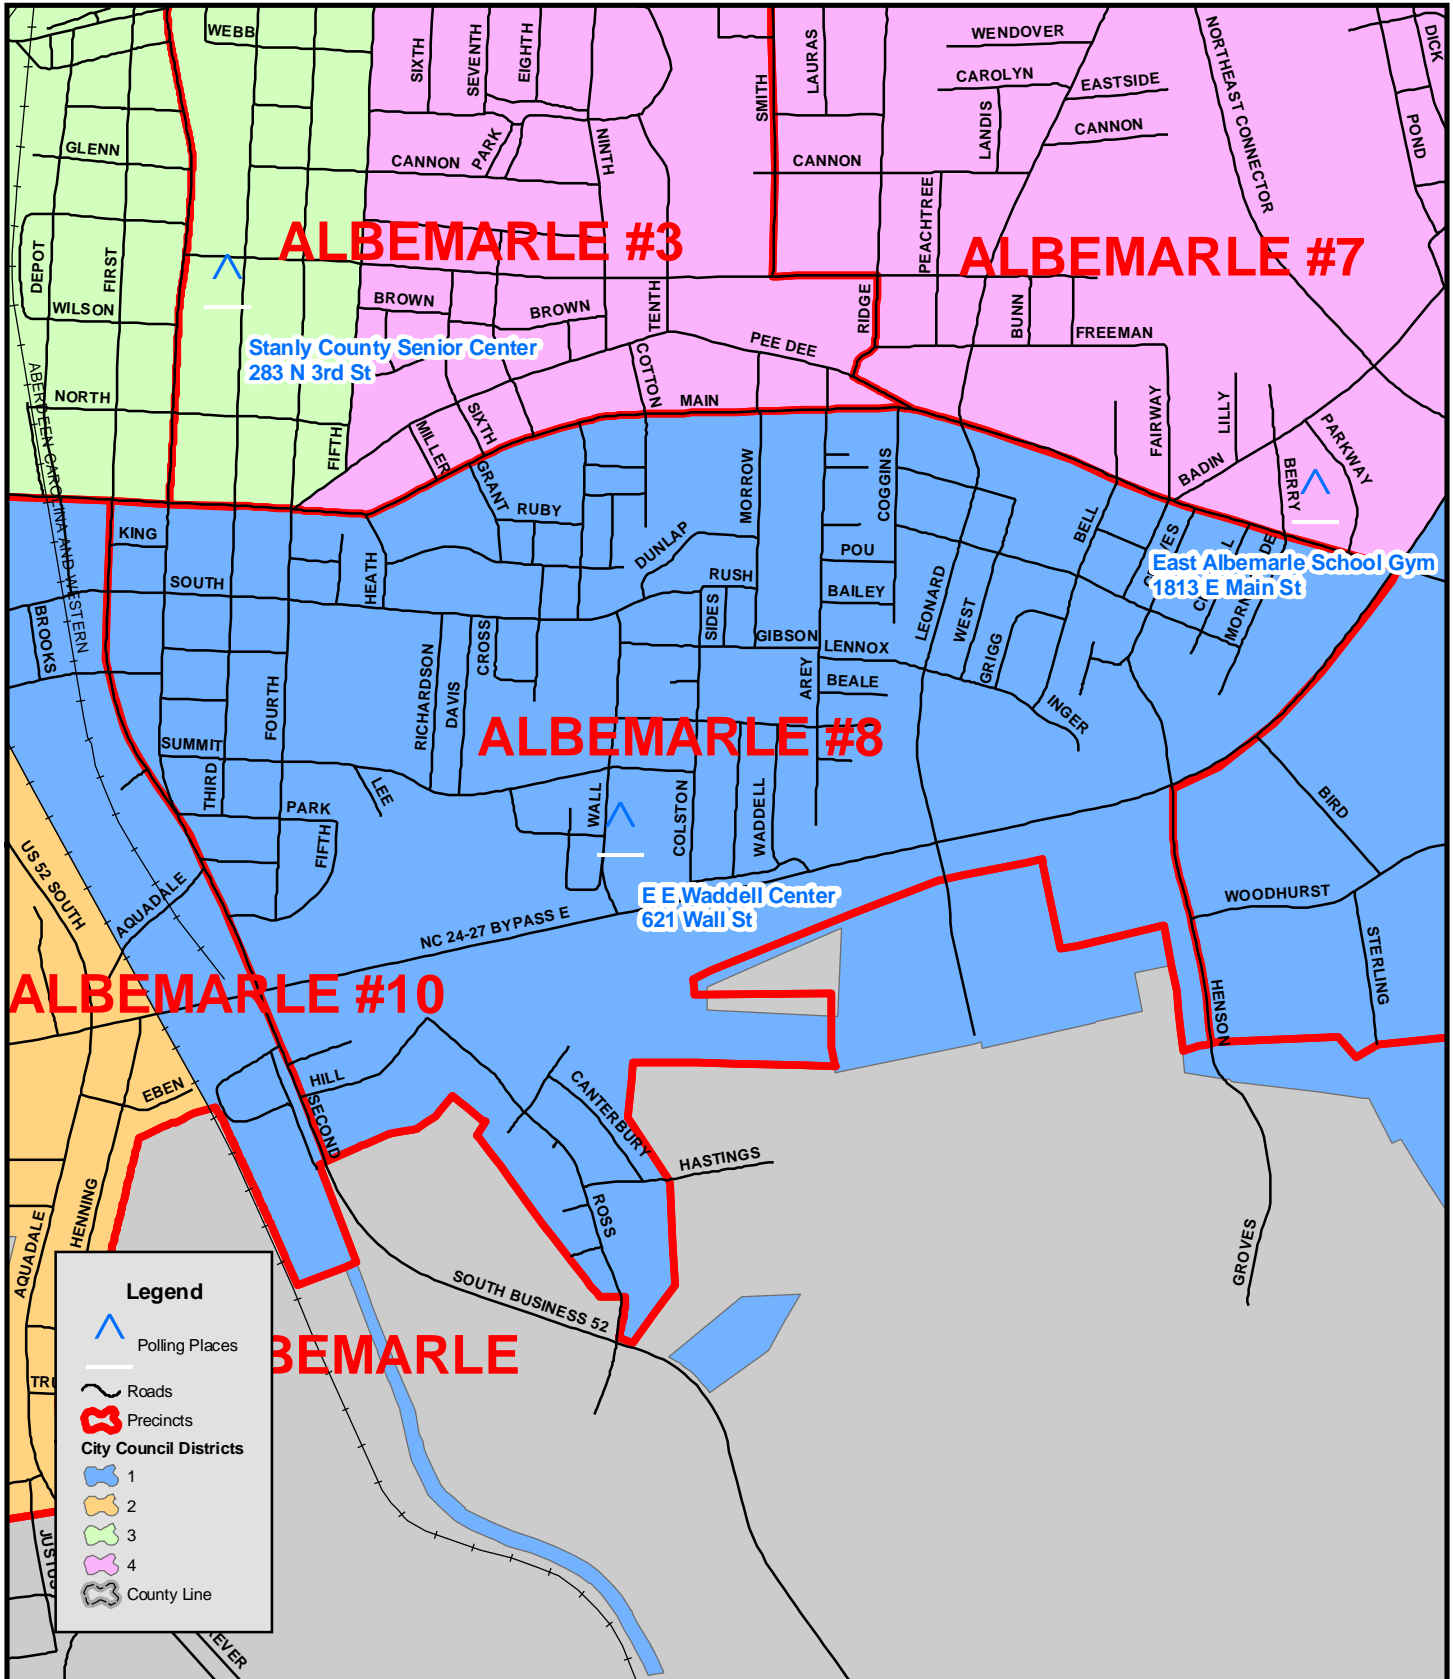 WEBB
SIXTH
SEVENTH
EIGHTH
SMITH
LAURAS
WENDOVER
CAROLYN
EASTSIDE
LANDIS
CANNON
NORTHEAST CONNECTOR
DICK
POND
GLENN
CANNON
PARK
NINTH
CANNON
PEACHTREE
DEPOT
FIRST
ALBEMARLE #3
ALBEMARLE #7
WILSON
BROWN
BROWN
TENTH
RIDGE
BUNN
FREEMAN
Stanly County Senior Center
283 N 3rd St
PEE DEE
COTTON
ABERDEEN CAROLINA AND WESTERN
NORTH
MAIN
FIFTH
MILLER
SIXTH
GRANT
MORROW
COGGINS
FAIRWAY
LILLY
BADIN
BERRY
PARKWAY
KING
RUBY
DUNLAP
POU
BELL
HEATH
SOUTH
RUSH
BAILEY
East Albemarle School Gym
1813 E Main St
BROOKS
SIDES
GIBSON
LENNOX
LEONARD
WEST
GRIGG
CROSS
RICHARDSON
DAVIS
FOURTH
AREY
BEALE
INGER
ALBEMARLE #8
SUMMIT
THIRD
LEE
PARK
FIFTH
WALL
COLSTON
WADDELL
BIRD
US 52 SOUTH
AQUADALE
E E Waddell Center
621 Wall St
WOODHURST
NC 24-27 BYPASS E
STERLING
ALBEMARLE #10
HENSON
EBEN
HILL
SECOND
CANTERBURY
HASTINGS
ROSS
HENNING
AQUADALE
GROVES
SOUTH BUSINESS 52
BEMARLE
Legend
Polling Places
Roads
Precincts
City Council Districts
1
2
3
4
County Line
TRU
JUSTUS
EVER